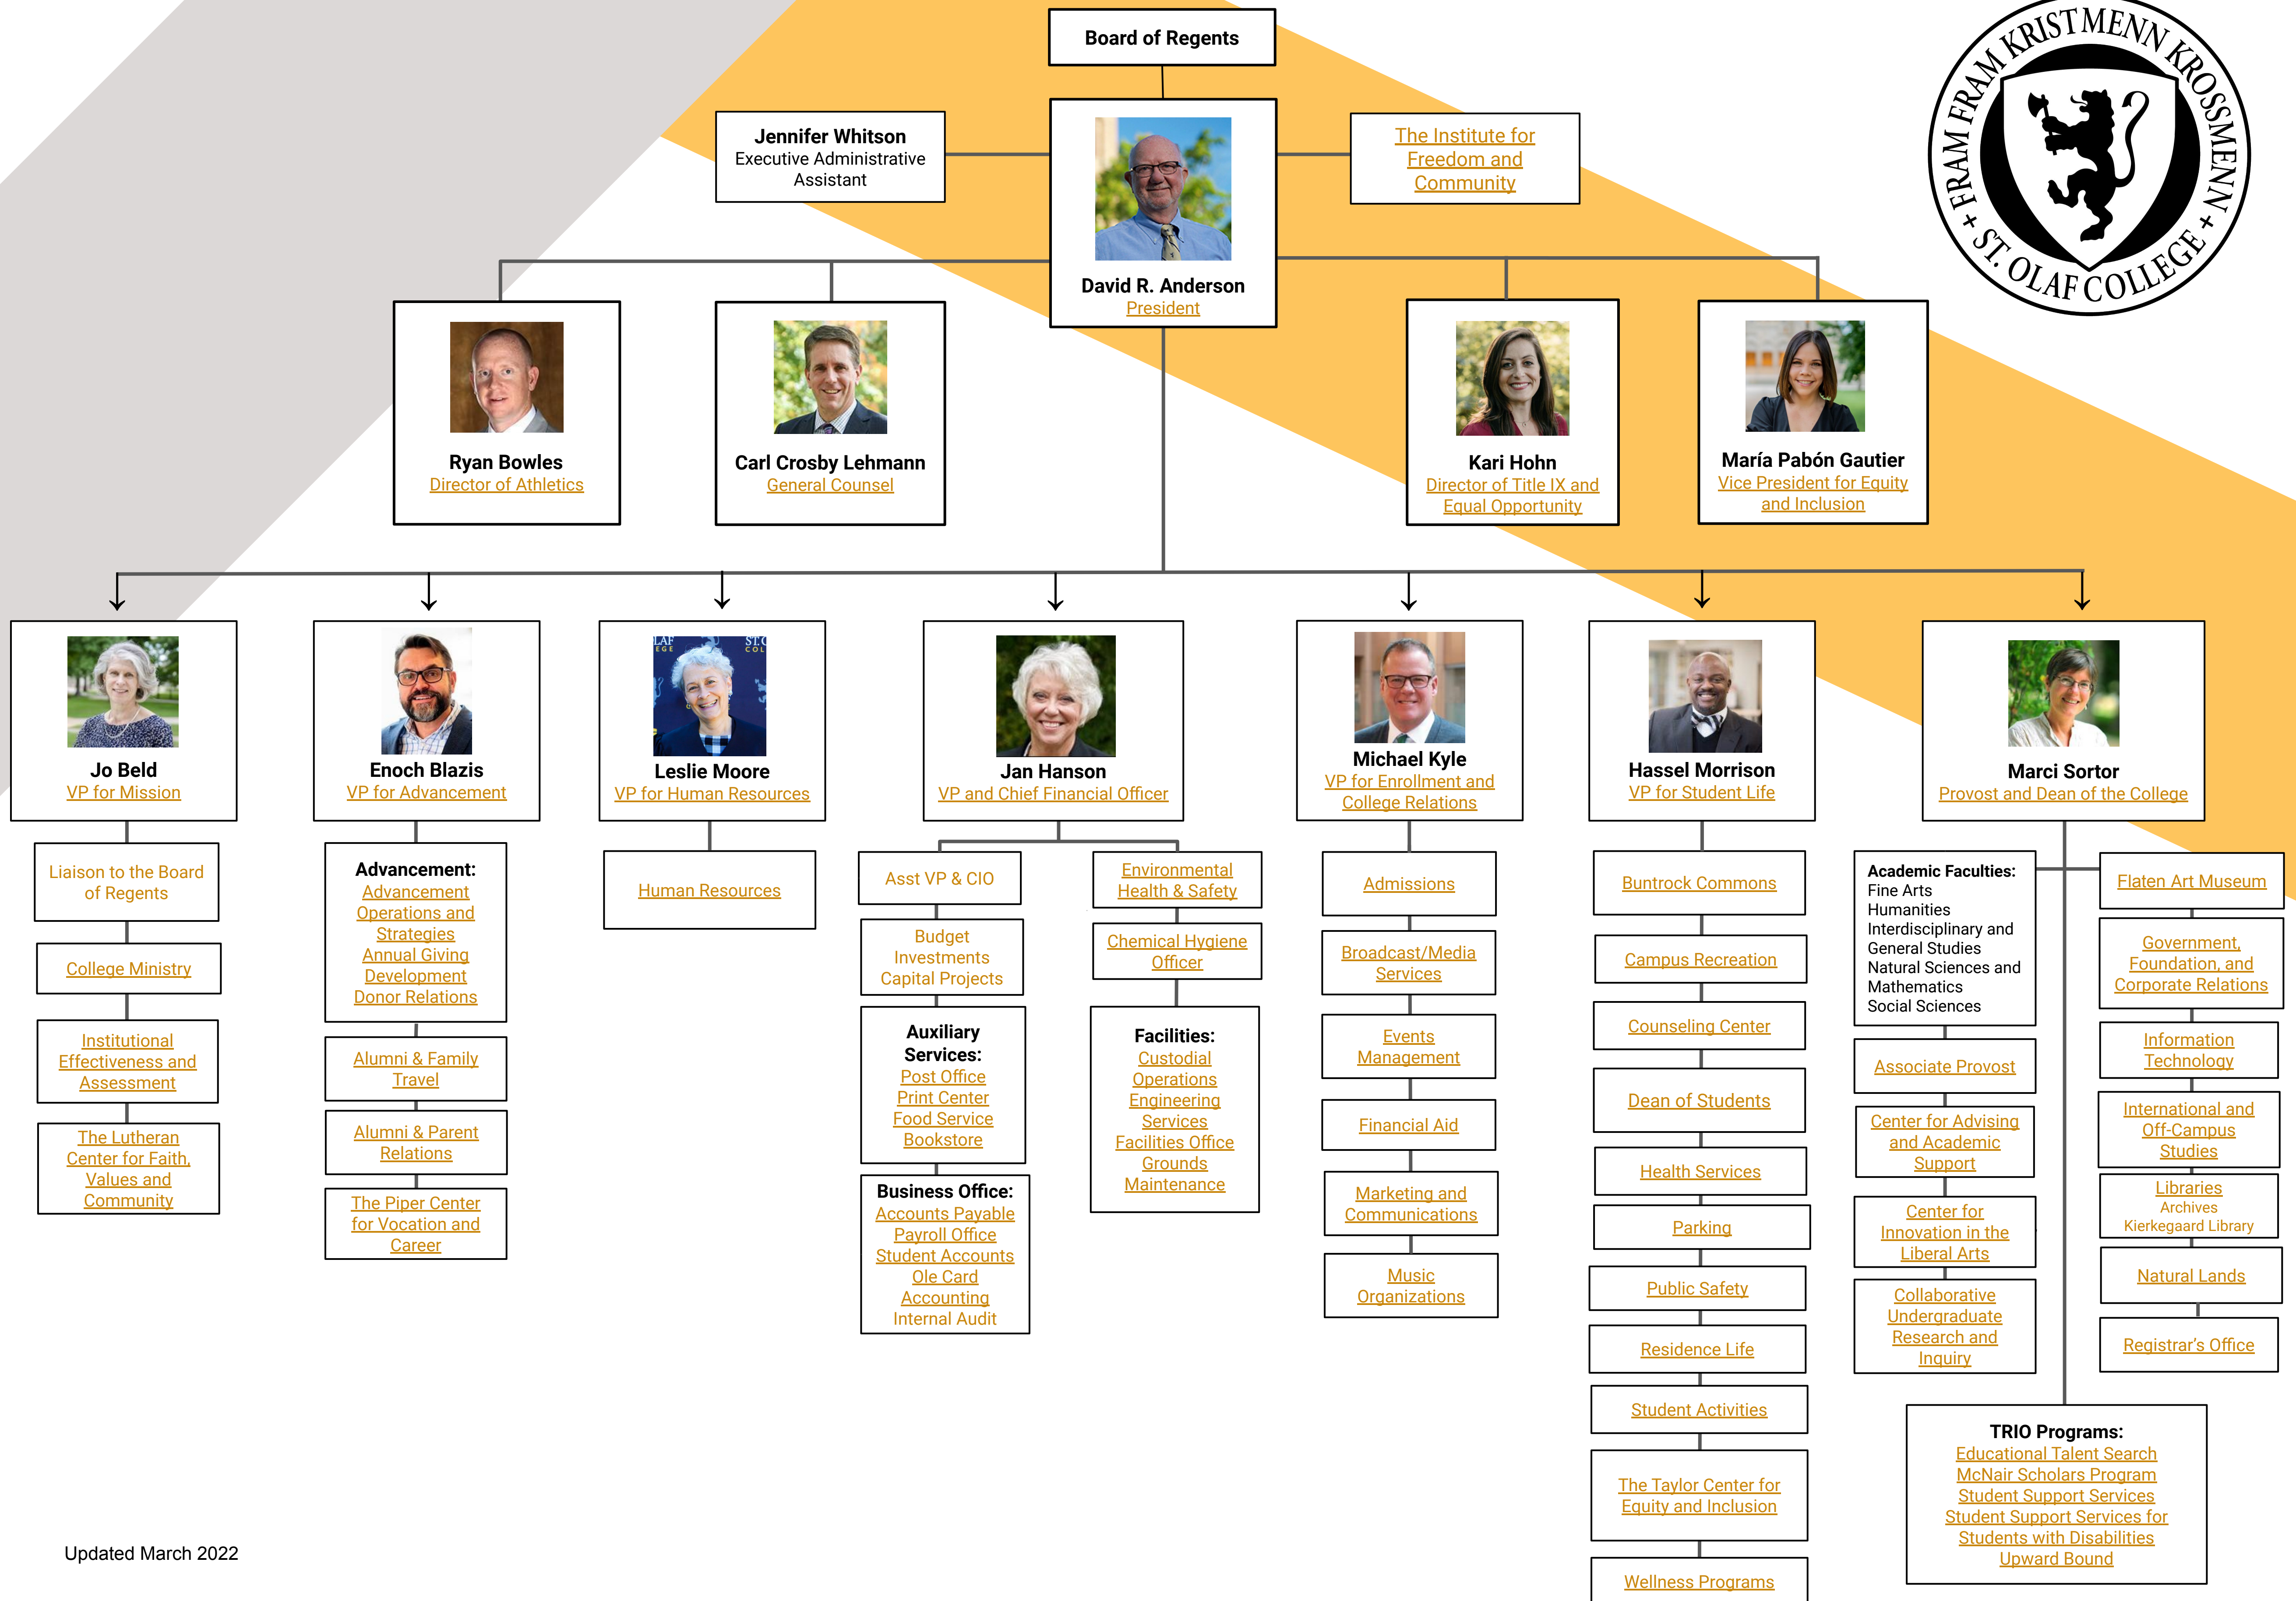 Board of Regents
FRAM FRAM KRISTMENN KROSSMENN
+ ST. OLAF COLLEGE +
Jennifer Whitson
Executive Administrative
Assistant
The Institute for
Freedom and
Community
David R. Anderson
President
Ryan Bowles
Director of Athletics
Carl Crosby Lehmann
General Counsel
Kari Hohn
Director of Title IX and
Equal Opportunity
María Pabón Gautier
Vice President for Equity
and Inclusion
Jo Beld
VP for Mission
Liaison to the Board
of Regents
College Ministry
Institutional
Effectiveness and
Assessment
The Lutheran
Center for Faith,
Values and
Community
Enoch Blazis
VP for Advancement
Advancement:
Advancement
Operations and
Strategies
Annual Giving
Development
Donor Relations
Alumni & Family
Travel
Alumni & Parent
Relations
The Piper Center
for Vocation and
Career
Leslie Moore
VP for Human Resources
Human Resources
Jan Hanson
VP and Chief Financial Officer
Asst VP & CIO
Budget
Investments
Capital Projects
Auxiliary
Services:
Post Office
Print Center
Food Service
Bookstore
Business Office:
Accounts Payable
Payroll Office
Student Accounts
Ole Card
Accounting
Internal Audit
Environmental
Health & Safety
Chemical Hygiene
Officer
Facilities:
Custodial
Operations
Engineering
Services
Facilities Office
Grounds
Maintenance
Michael Kyle
VP for Enrollment and
College Relations
Admissions
Broadcast/Media
Services
Events
Management
Financial Aid
Marketing and
Communications
Music
Organizations
Hassel Morrison
VP for Student Life
Buntrock Commons
Campus Recreation
Counseling Center
Dean of Students
Health Services
Parking
Public Safety
Residence Life
Student Activities
The Taylor Center for
Equity and Inclusion
Wellness Programs
Marci Sortor
Provost and Dean of the College
Academic Faculties:
Fine Arts
Humanities
Interdisciplinary and
General Studies
Natural Sciences and
Mathematics
Social Sciences
Associate Provost
Center for Advising
and Academic
Support
Center for
Innovation in the
Liberal Arts
Collaborative
Undergraduate
Research and
Inquiry
Flaten Art Museum
Government,
Foundation, and
Corporate Relations
Information
Technology
International and
Off-Campus
Studies
Libraries
Archives
Kierkegaard Library
Natural Lands
Registrar's Office
TRIO Programs:
Educational Talent Search
McNair Scholars Program
Student Support Services
Student Support Services for
Students with Disabilities
Upward Bound
Updated March 2022